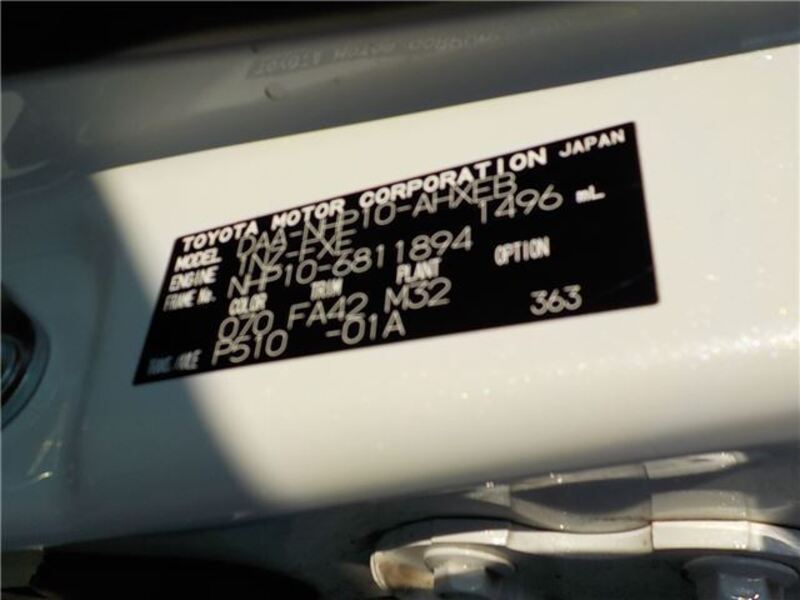 TOYOTA MOTOR CORPORATION JAPAN
MODEL DAA-NHP10-AHXEB
ENGINE 1NZ-FXE 1496 mL
FRAME No. NHP10-6811894
COLOR TRIM PLANT OPTION
070 FA42 M32 363
P510 -01A